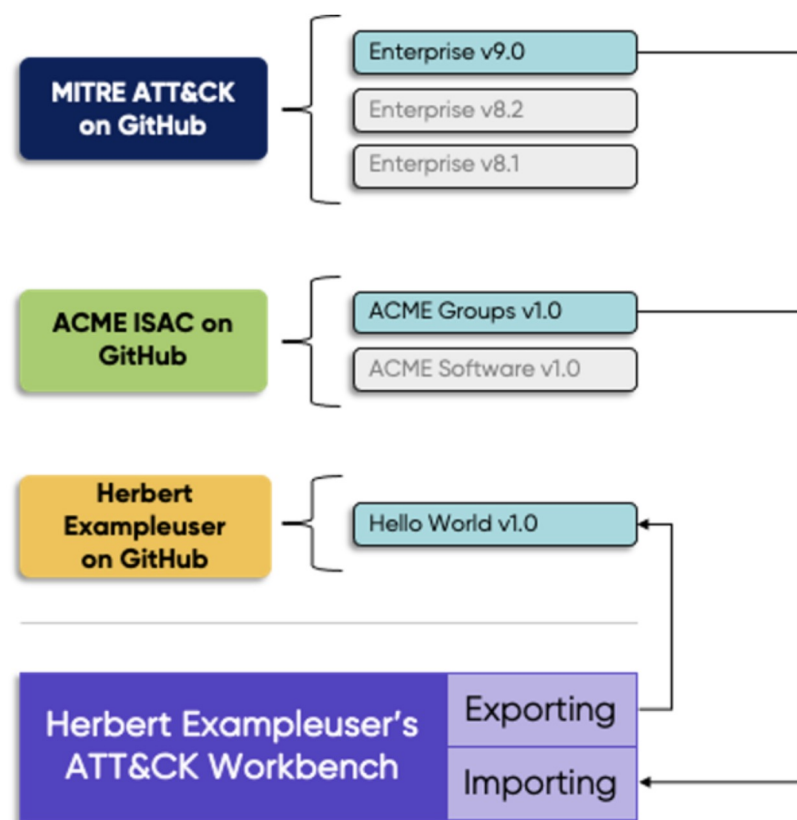 MITRE ATT&CK
on GitHub
Enterprise v9.0
Enterprise v8.2
Enterprise v8.1
ACME ISAC on
GitHub
ACME Groups v1.0
ACME Software v1.0
Herbert
Exampleuser
on GitHub
Hello World v1.0
Herbert Exampleuser’s
ATT&CK Workbench
Exporting
Importing